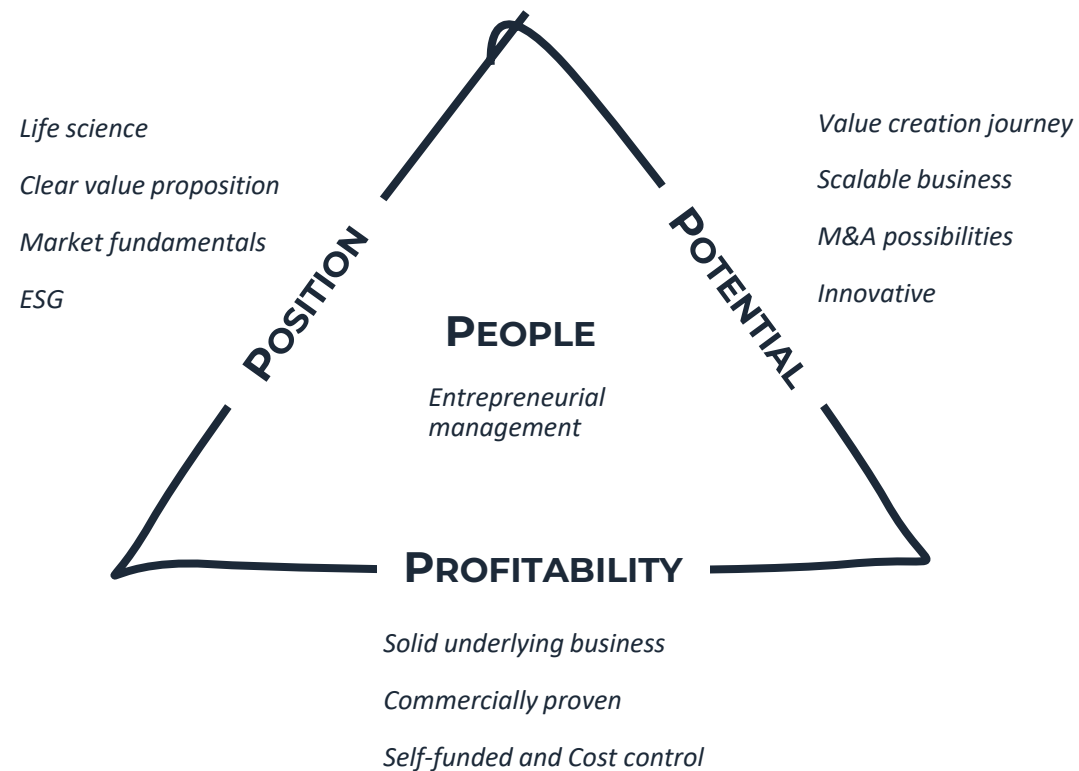 Life science
Clear value proposition
Market fundamentals
ESG
POSITION
Value creation journey
Scalable business
M&A possibilities
Innovative
POTENTIAL
PEOPLE
Entrepreneurial
management
PROFITABILITY
Solid underlying business
Commercially proven
Self-funded and Cost control